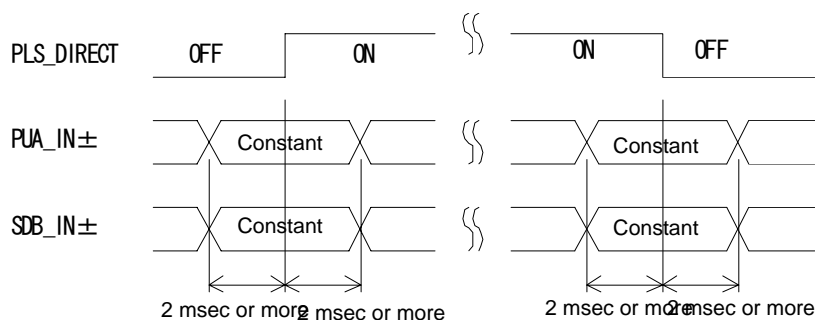 PLS_DIRECT OFF ON ON OFF
PUA_IN± Constant Constant
SDB_IN± Constant Constant
2 msec or more 2 msec or more 2 msec or more 2 msec or more